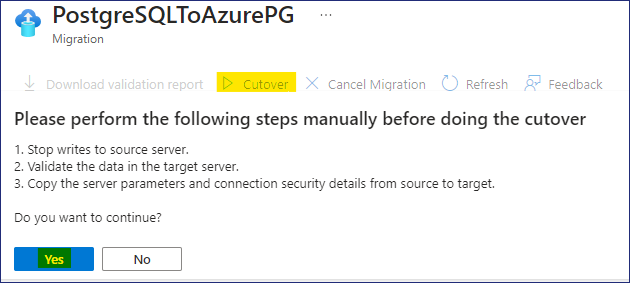 PostgreSQLToAzurePG ...
Migration
Download validation report Cutover Cancel Migration Refresh Feedback
Please perform the following steps manually before doing the cutover
1. Stop writes to source server.
2. Validate the data in the target server.
3. Copy the server parameters and connection security details from source to target.
Do you want to continue?
Yes No